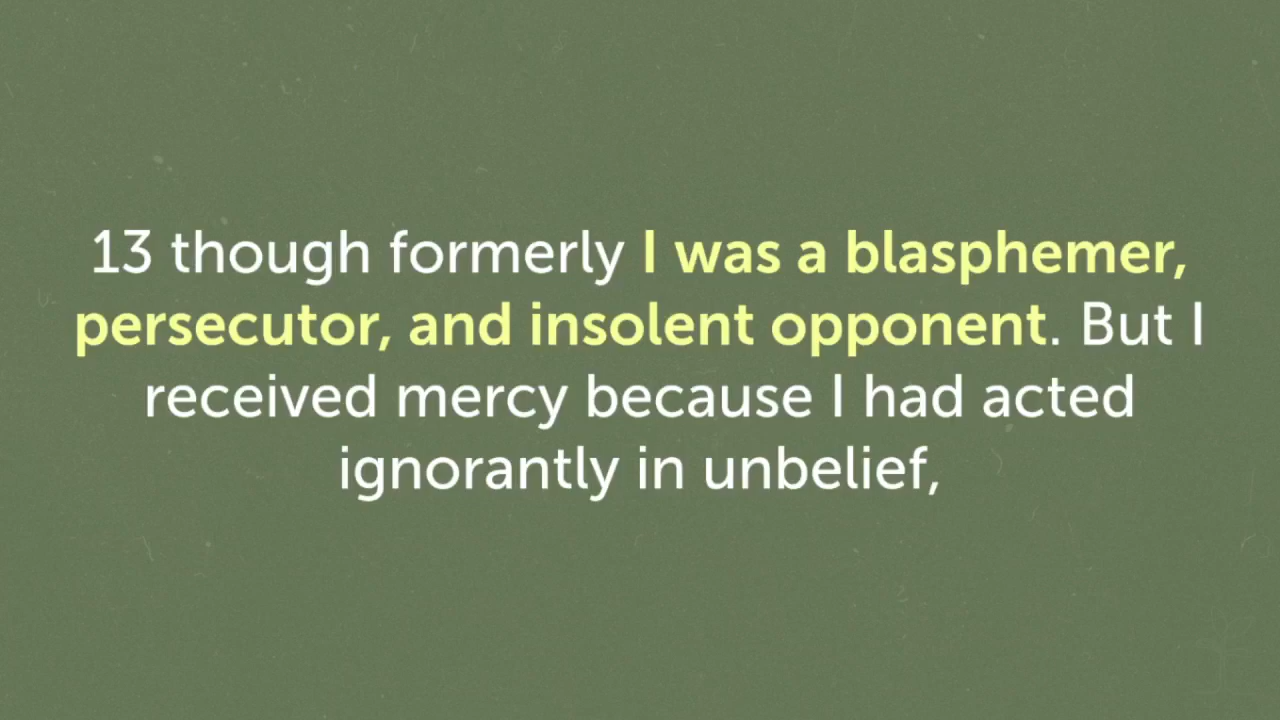 13 though formerly I was a blasphemer,
persecutor, and insolent opponent. But I
received mercy because I had acted
ignorantly in unbelief,